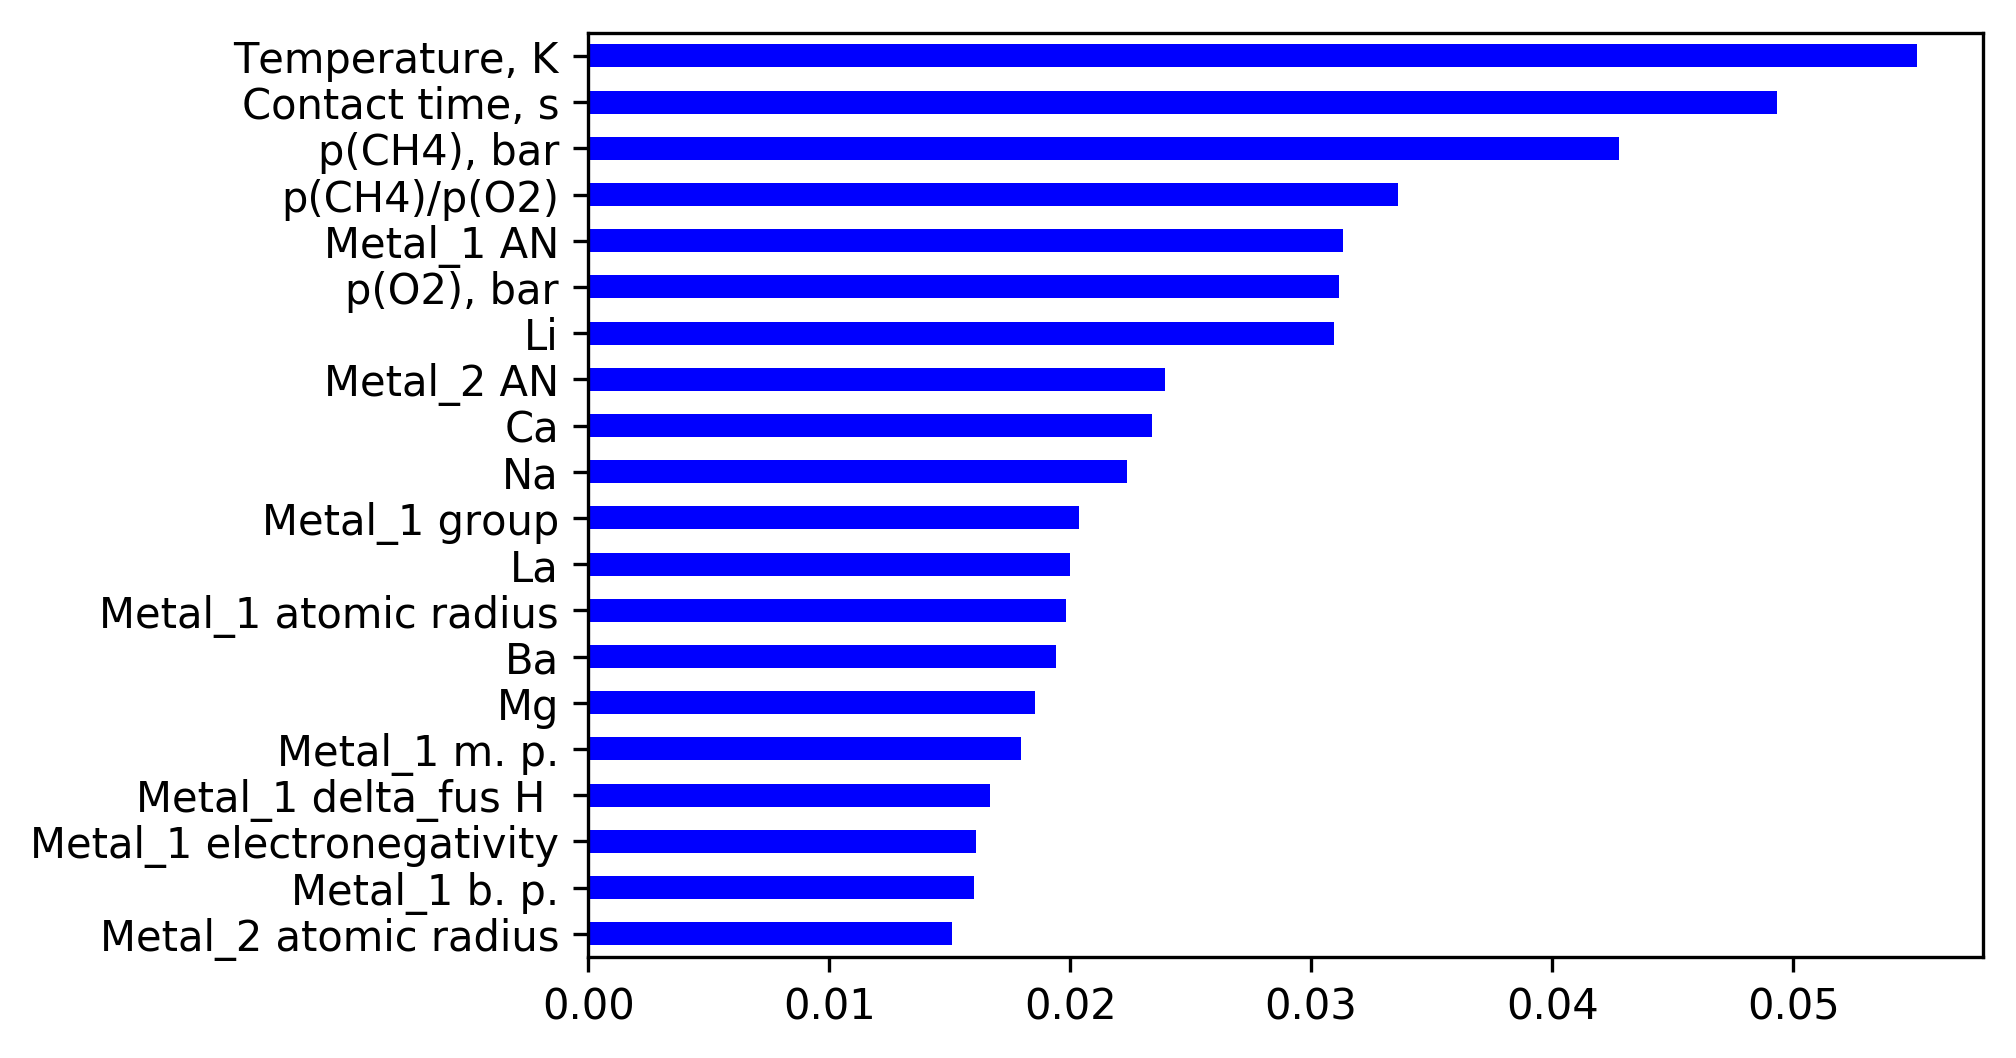 Temperature, K
Contact time, s
p(CH4), bar
p(CH4)/p(O2)
Metal_1 AN
p(O2), bar
Li
Metal_2 AN
Ca
Na
Metal_1 group
La
Metal_1 atomic radius
Ba
Mg
Metal_1 m. p.
Metal_1 delta_fus H
Metal_1 electronegativity
Metal_1 b. p.
Metal_2 atomic radius
0.00 0.01 0.02 0.03 0.04 0.05